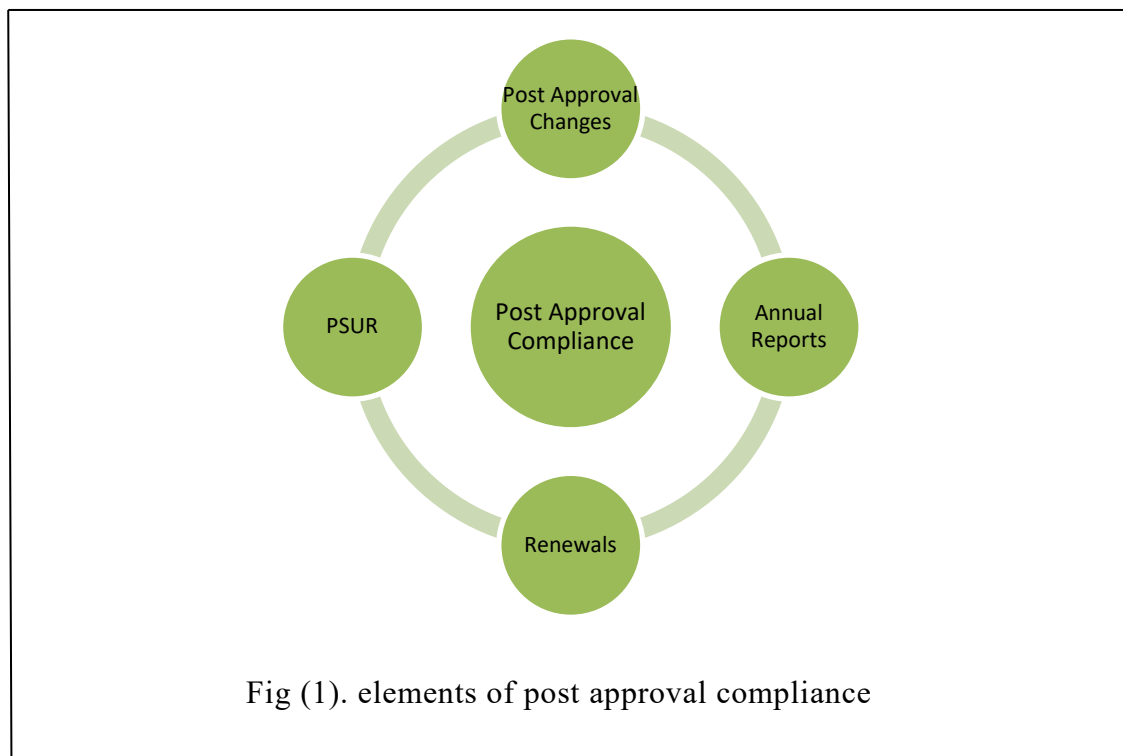 Post Approval
Changes
PSUR
Post Approval
Compliance
Annual
Reports
Renewals
Fig (1). elements of post approval compliance